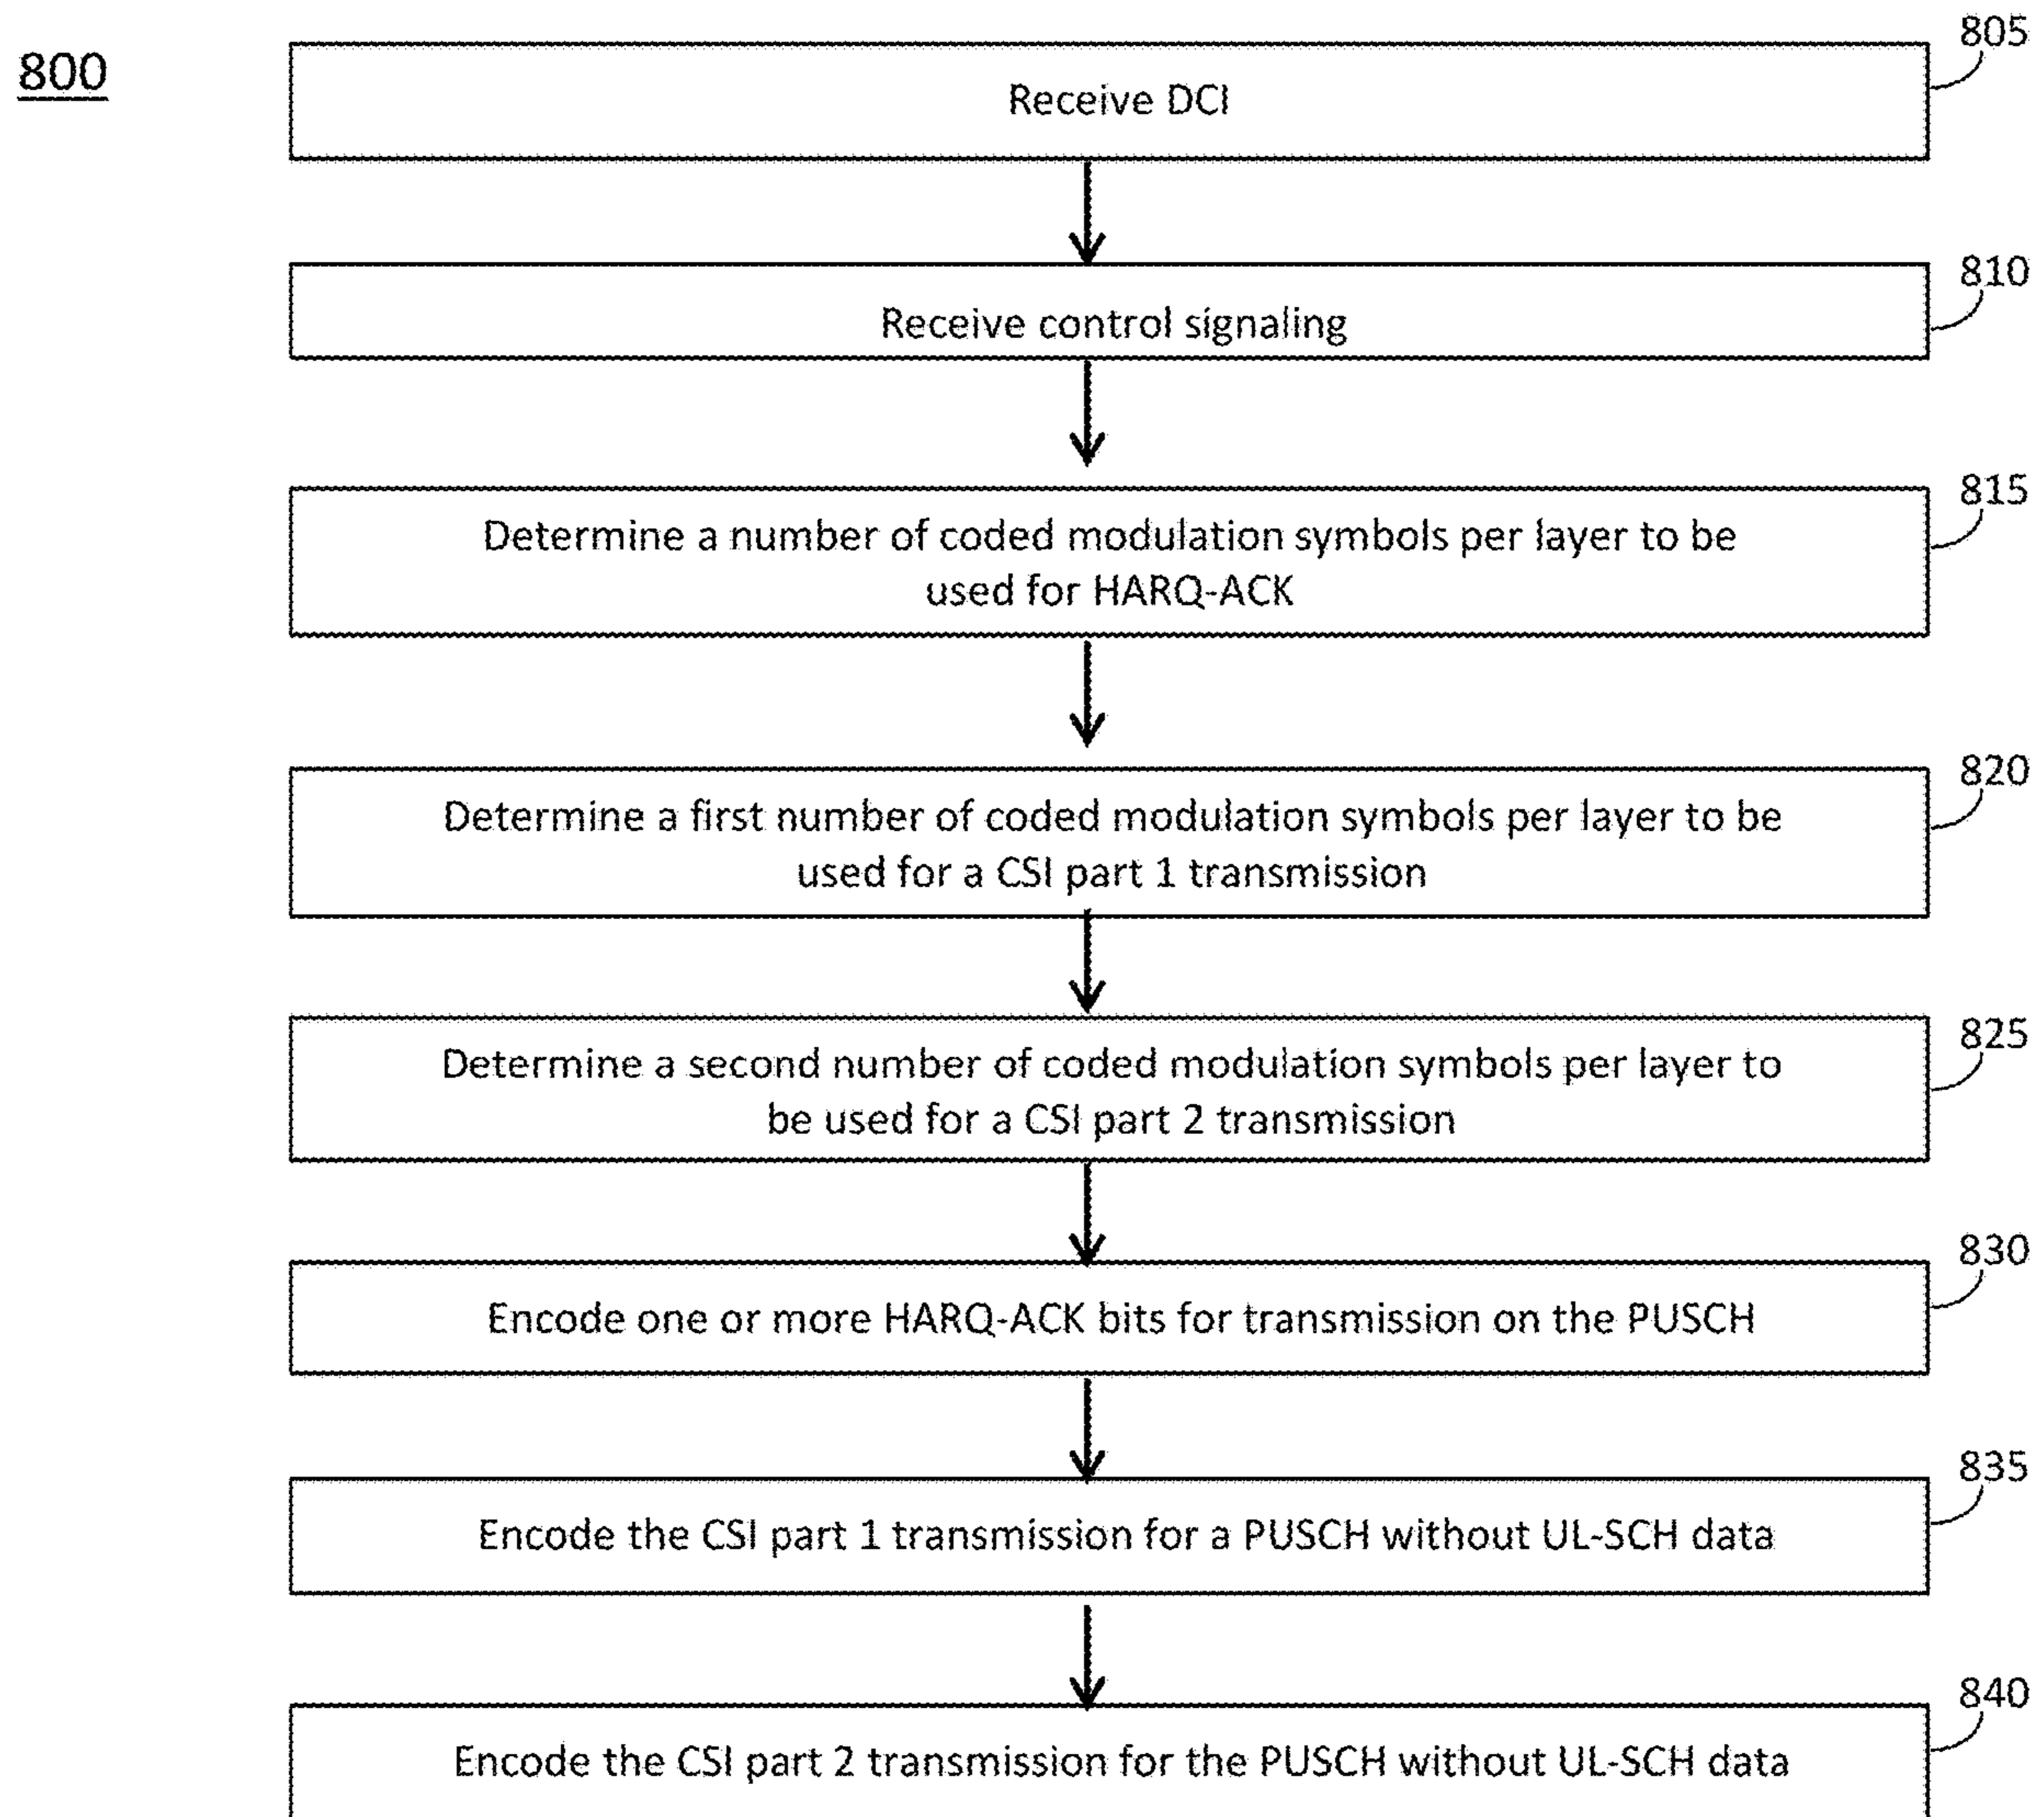 800
805
Receive DCI
810
Receive control signaling
815
Determine a number of coded modulation symbols per layer to be
used for HARQ-ACK
820
Determine a first number of coded modulation symbols per layer to be
used for a CSI part 1 transmission
825
Determine a second number of coded modulation symbols per layer to
be used for a CSI part 2 transmission
830
Encode one or more HARQ-ACK bits for transmission on the PUSCH
835
Encode the CSI part 1 transmission for a PUSCH without UL-SCH data
840
Encode the CSI part 2 transmission for the PUSCH without UL-SCH data